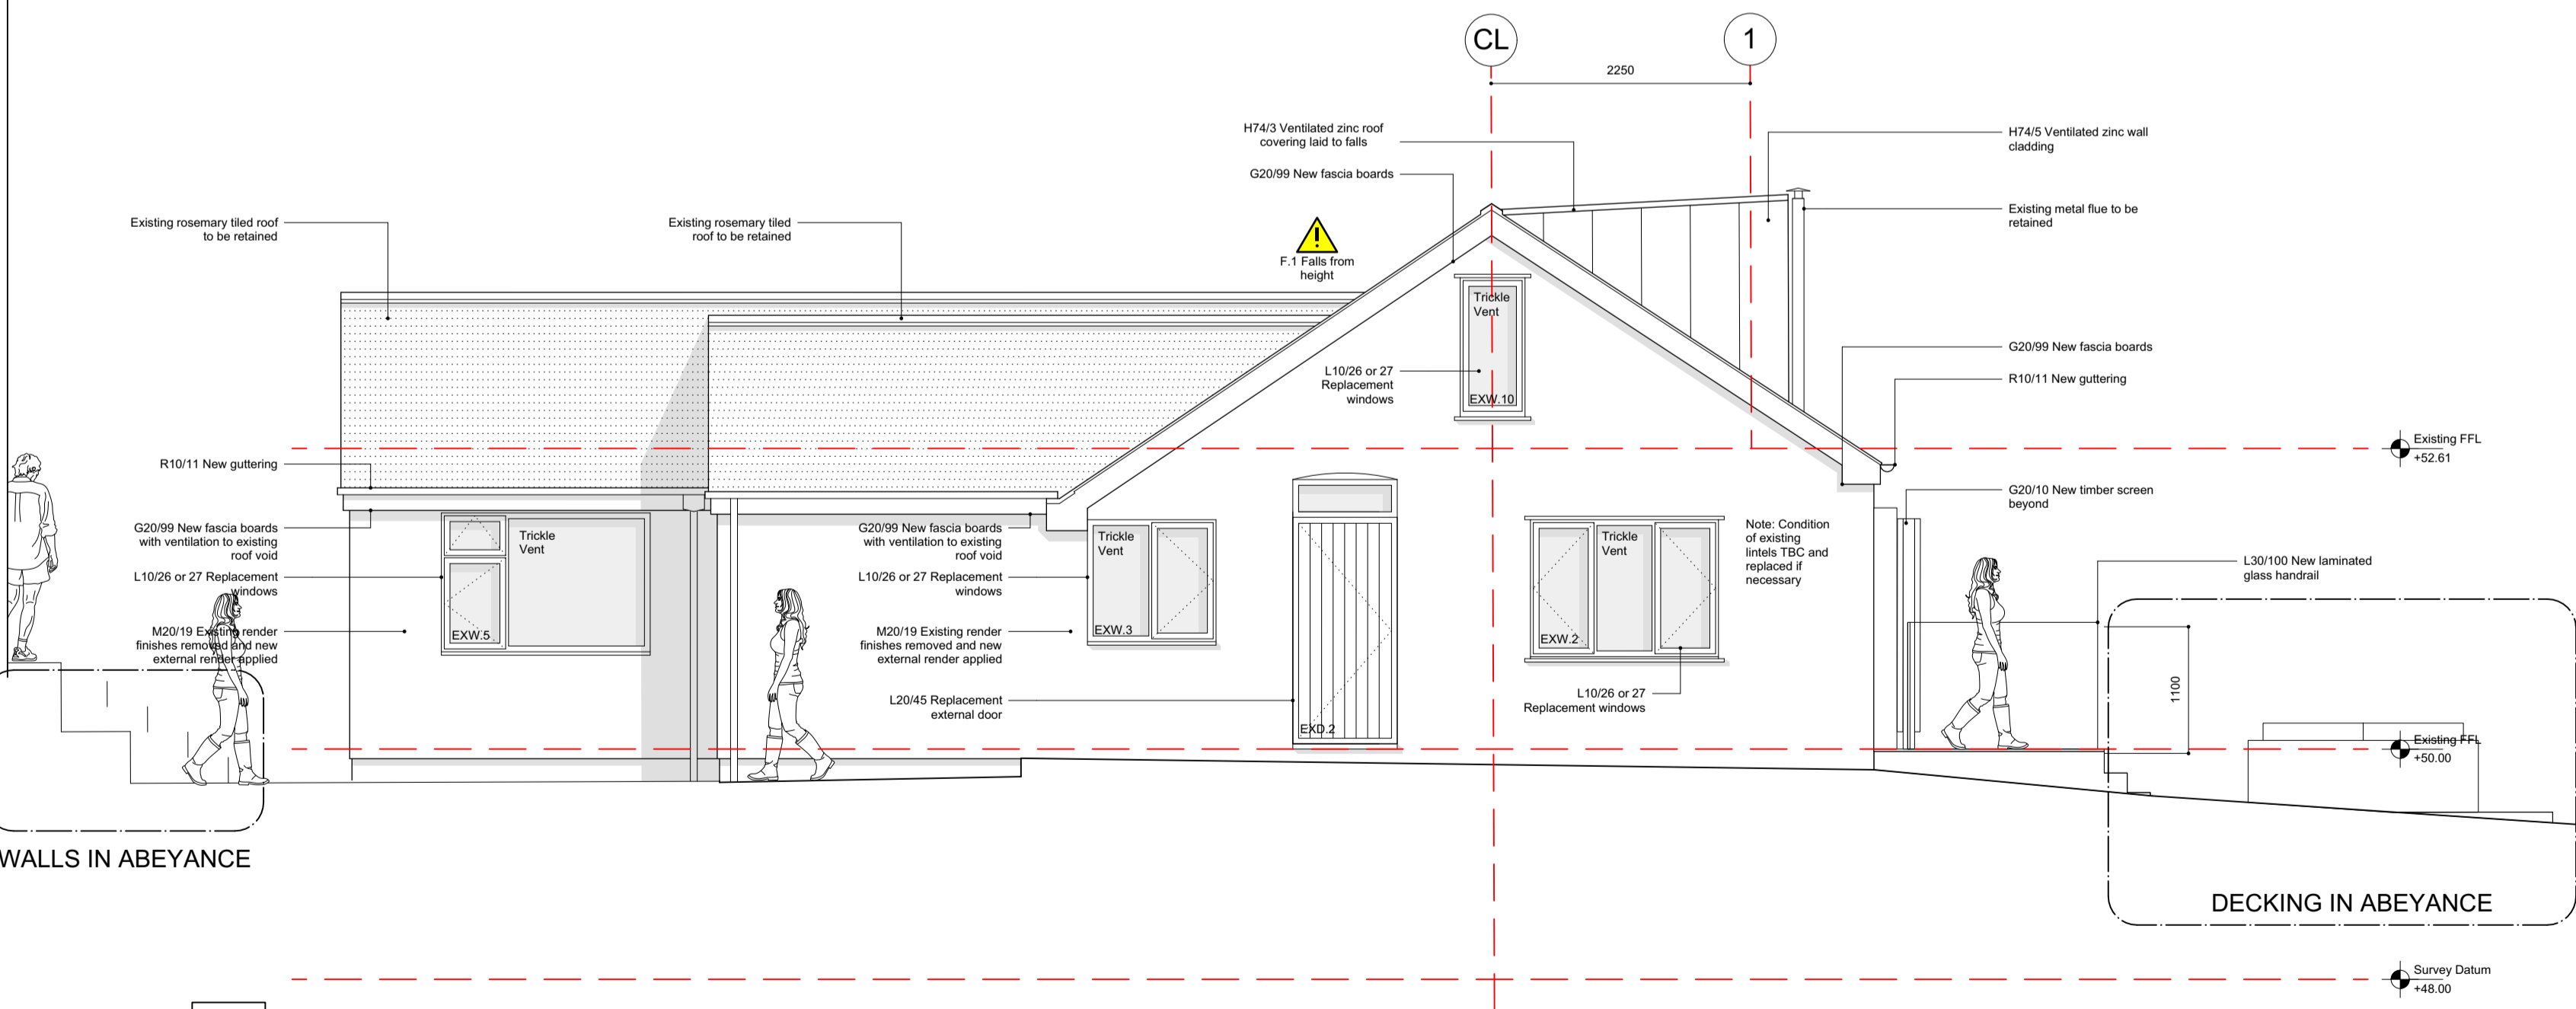 CL
1
2250
H74/3 Ventilated zinc roof
covering laid to falls
G20/99 New fascia boards
H74/5 Ventilated zinc wall
cladding
Existing metal flue to be
retained
Existing rosemary tiled roof
to be retained
Existing rosemary tiled
roof to be retained
F.1 Falls from
height
Trickle
Vent
EXW.10
L10/26 or 27
Replacement
windows
G20/99 New fascia boards
R10/11 New guttering
Existing FFL
+52.61
R10/11 New guttering
G20/99 New fascia boards
with ventilation to existing
roof void
L10/26 or 27 Replacement
windows
M20/19 Existing render
finishes removed and new
external render applied
Trickle
Vent
EXW.5
G20/99 New fascia boards
with ventilation to existing
roof void
L10/26 or 27 Replacement
windows
M20/19 Existing render
finishes removed and new
external render applied
L20/45 Replacement
external door
Trickle
Vent
EXW.3
EXD.2
Trickle
Vent
EXW.2
L10/26 or 27
Replacement windows
Note: Condition
of existing
lintels TBC and
replaced if
necessary
G20/10 New timber screen
beyond
L30/100 New laminated
glass handrail
1100
Existing FFL
+50.00
WALLS IN ABEYANCE
DECKING IN ABEYANCE
Survey Datum
+48.00